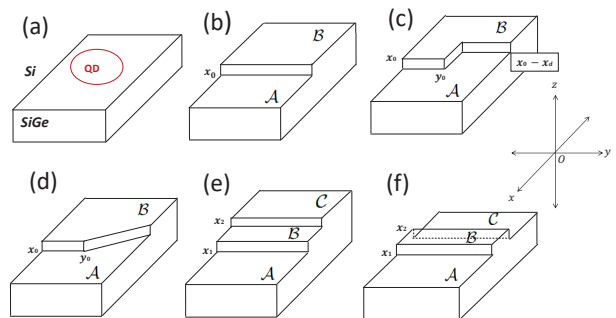 (a)
Si
QD
SiGe
(b)
ℬ
x₀
𝒜
(c)
ℬ
x₀
y₀
x₀ − x_d
𝒜
z
y
O
x
(d)
ℬ
x₀
y₀
𝒜
(e)
𝒞
x₂
ℬ
x₁
𝒜
(f)
𝒞
x₂
ℬ
x₁
𝒜